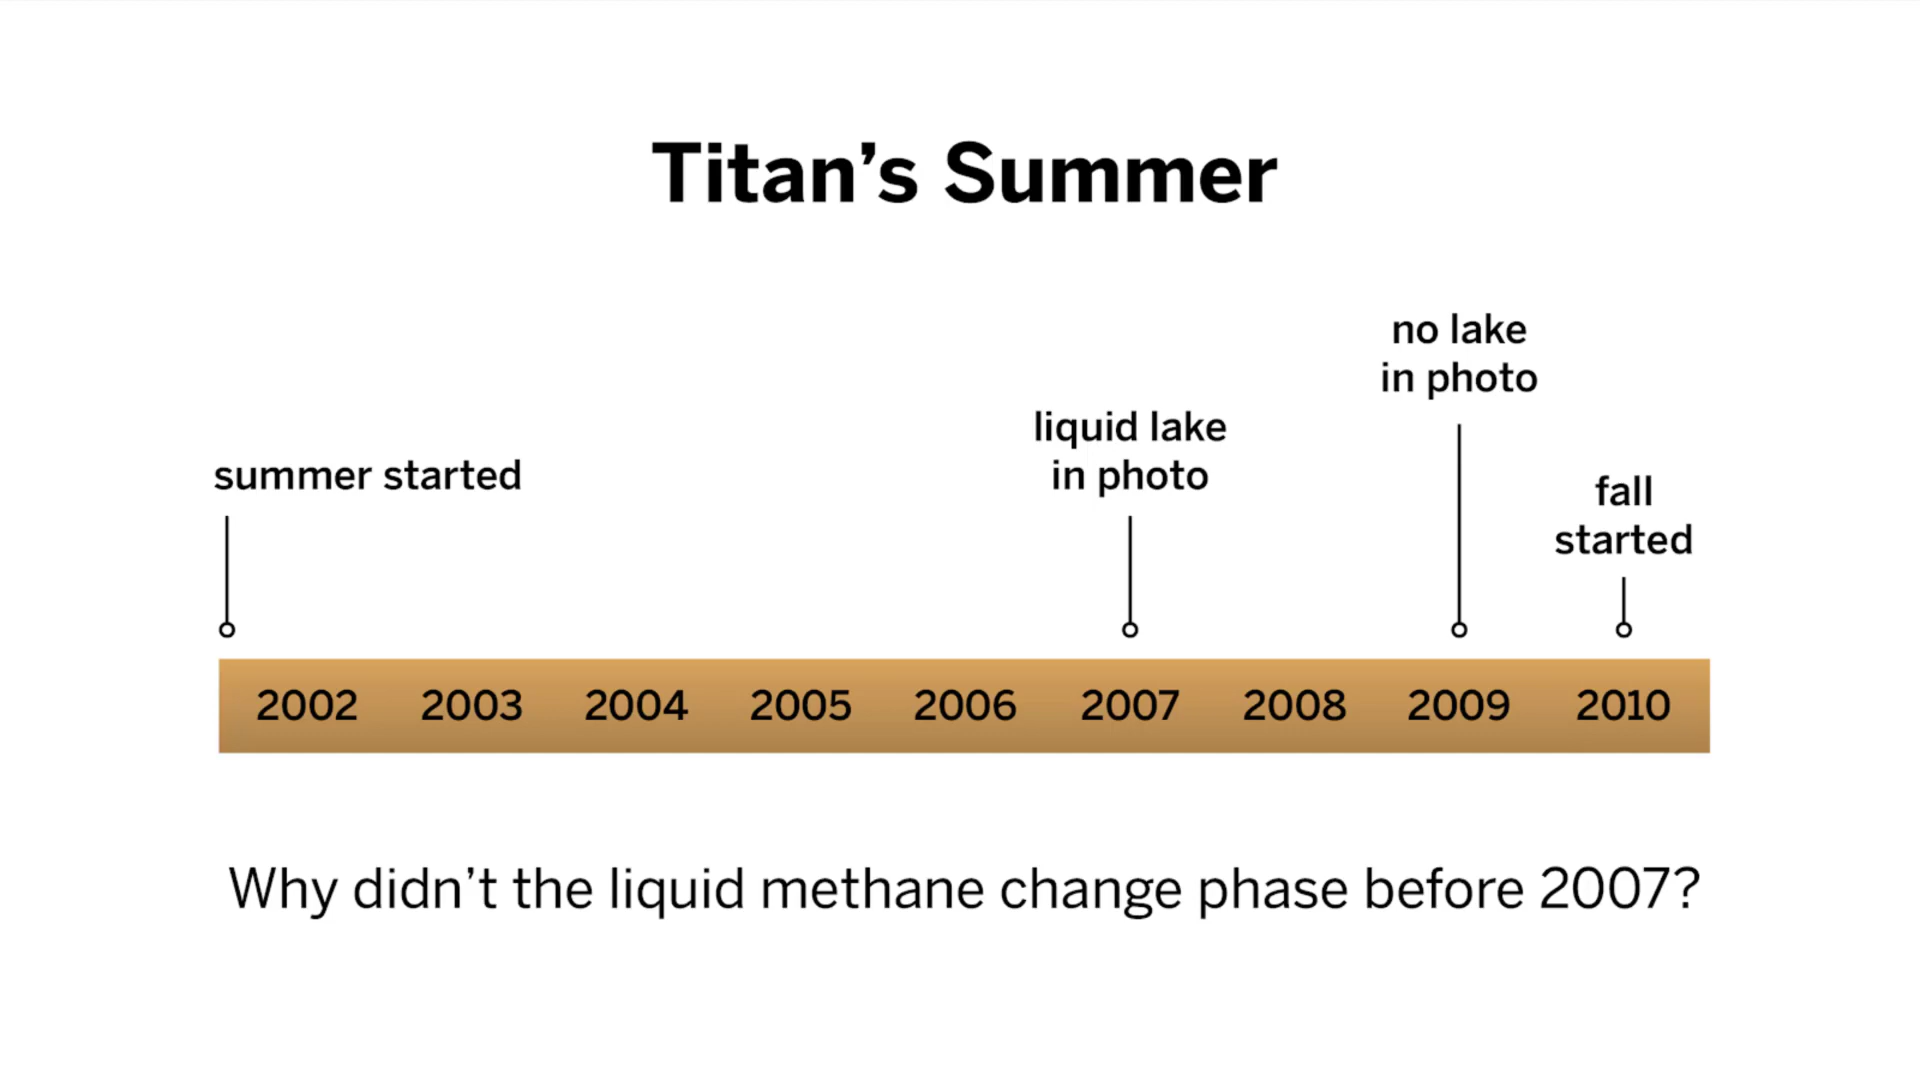 Titan’s Summer
summer started
liquid lake
in photo
no lake
in photo
fall
started
2002 2003 2004 2005 2006 2007 2008 2009 2010
Why didn’t the liquid methane change phase before 2007?